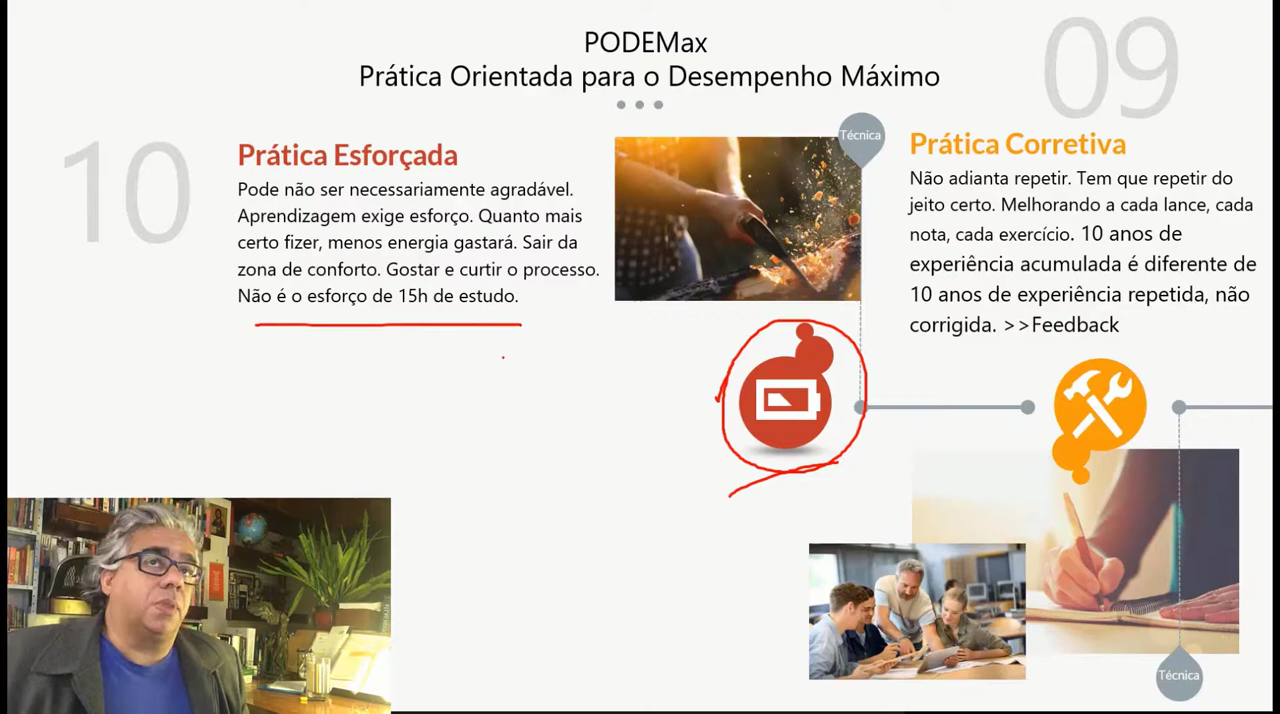 PODEMax
Prática Orientada para o Desempenho Máximo
10
Prática Esforçada
Pode não ser necessariamente agradável.
Aprendizagem exige esforço. Quanto mais
certo fizer, menos energia gastará. Sair da
zona de conforto. Gostar e curtir o processo.
Não é o esforço de 15h de estudo.
Técnica
09
Prática Corretiva
Não adianta repetir. Tem que repetir do
jeito certo. Melhorando a cada lance, cada
nota, cada exercício. 10 anos de
experiência acumulada é diferente de
10 anos de experiência repetida, não
corrigida. >>Feedback
Técnica